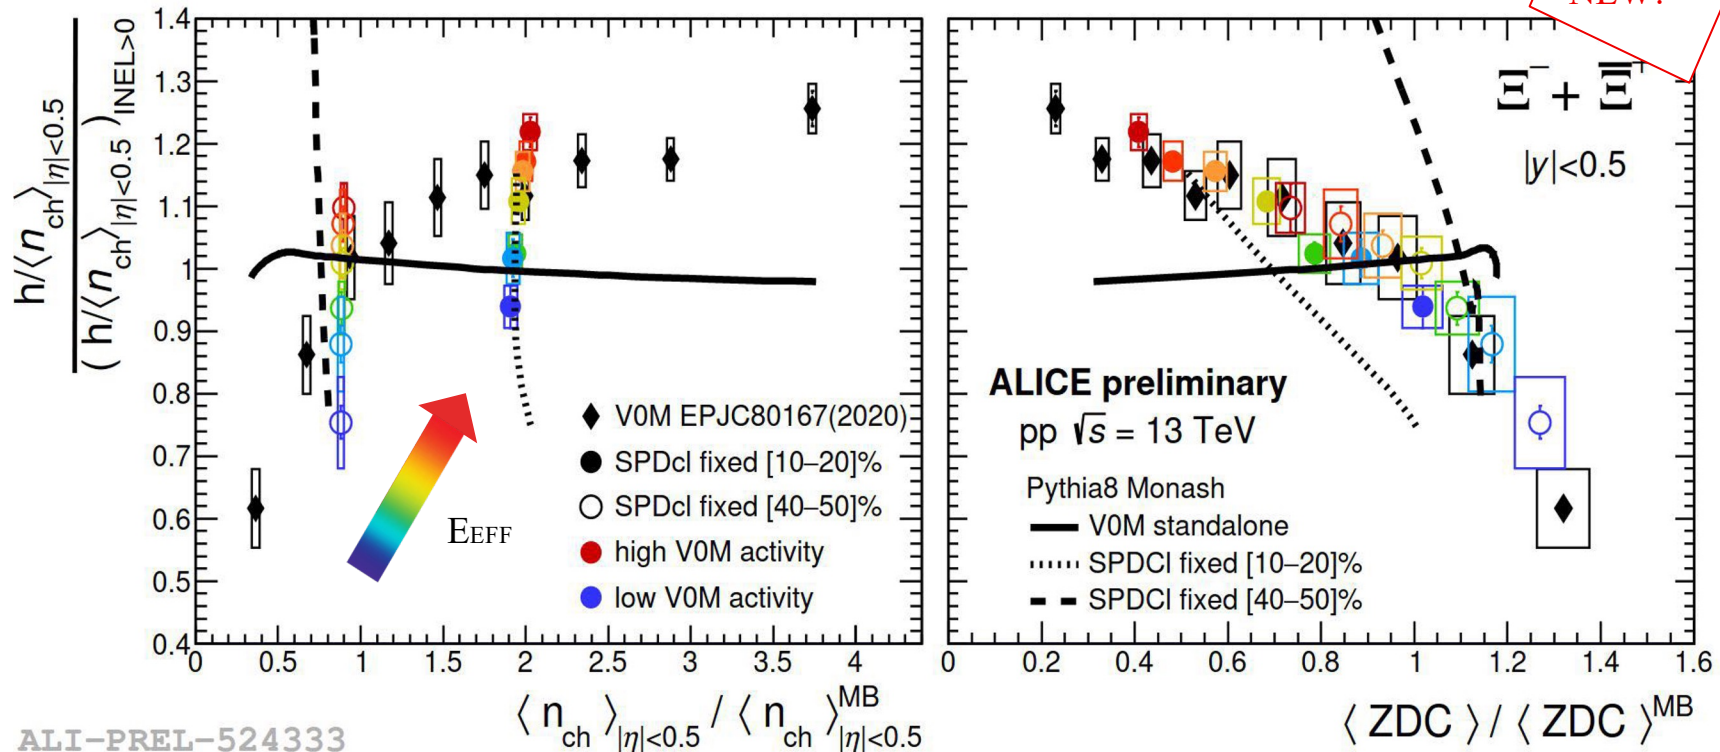 NEW!
h/⟨n_ch⟩_|η|<0.5
(h/⟨n_ch⟩_|η|<0.5)_INEL>0
1.4
1.3
1.2
1.1
1
0.9
0.8
0.7
0.6
0.5
0.4
E_EFF
V0M EPJC80167(2020)
SPDcl fixed [10–20]%
SPDcl fixed [40–50]%
high V0M activity
low V0M activity
0 0.5 1 1.5 2 2.5 3 3.5 4
⟨n_ch⟩_|η|<0.5 / ⟨n_ch⟩^MB_|η|<0.5
Ξ⁻ + Ξ̅⁺
|y|<0.5
ALICE preliminary
pp √s = 13 TeV
Pythia8 Monash
V0M standalone
SPDCl fixed [10–20]%
SPDCl fixed [40–50]%
0 0.2 0.4 0.6 0.8 1 1.2 1.4 1.6
⟨ZDC⟩/⟨ZDC⟩^MB
ALI-PREL-524333